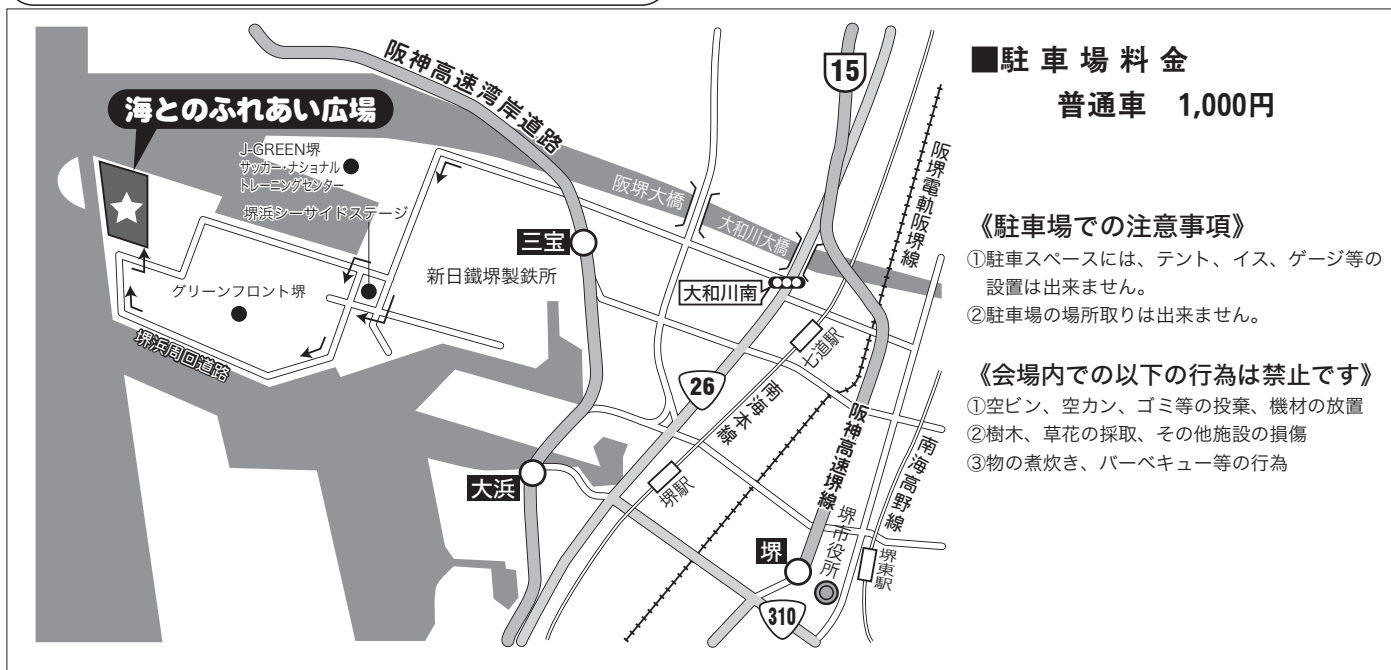 阪神高速湾岸道路
海とのふれあい広場
J-GREEN堺
サッカー・ナショナル
トレーニングセンター
堺浜シーサイドステージ
グリーンフロント堺
堺浜周回道路
新日鐵堺製鉄所
三宝
大浜
阪堺大橋
大和川大橋
大和川南
15
26
310
阪堺電軌阪堺線
七道駅
南海本線
堺駅
阪神高速堺線
南海高野線
堺
堺市役所
堺東駅
■駐車場料金
普通車 1,000円
《駐車場での注意事項》
①駐車スペースには、テント、イス、ゲージ等の
設置は出来ません。
②駐車場の場所取りは出来ません。
《会場内での以下の行為は禁止です》
①空ビン、空カン、ゴミ等の投棄、機材の放置
②樹木、草花の採取、その他施設の損傷
③物の煮炊き、バーベキュー等の行為